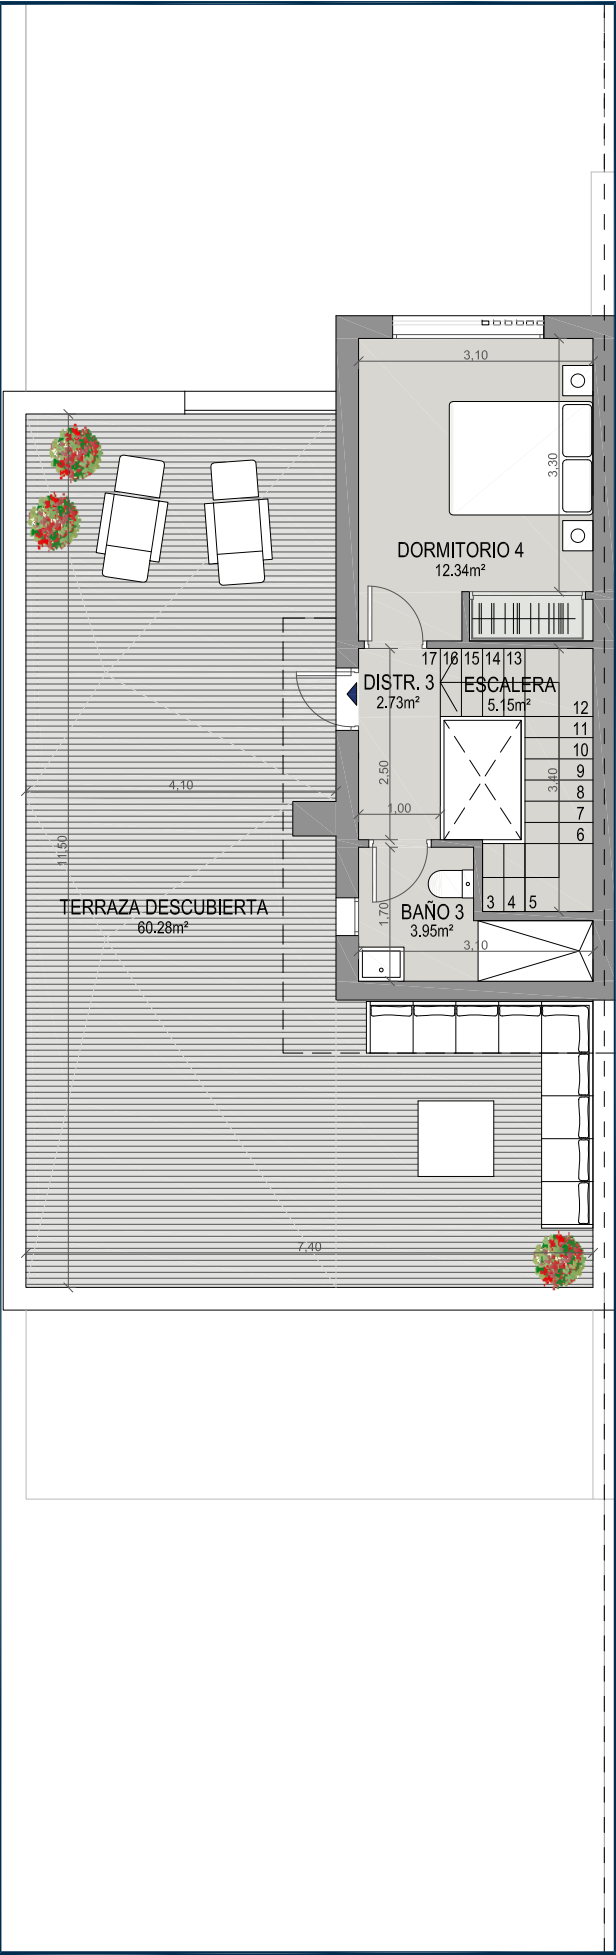 3,10
3,30
DORMITORIO 4
12.34m²
17 16 15 14 13
DISTR. 3
2.73m²
ESCALERA
5.15m²
12
11
10
9
8
7
6
2,50
3,40
4,10
1,00
11,50
TERRAZA DESCUBIERTA
60.28m²
3 4 5
1,70
BAÑO 3
3.95m²
3,10
7,40